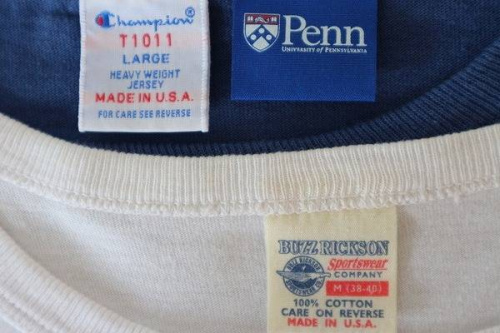 Champion
T1011
LARGE
HEAVY WEIGHT
JERSEY
MADE IN U.S.A.
FOR CARE SEE REVERSE
Penn
UNIVERSITY OF PENNSYLVANIA
BUZZ RICKSON
Sportswear
COMPANY
M (38-40)
100% COTTON
CARE ON REVERSE
MADE IN U.S.A.